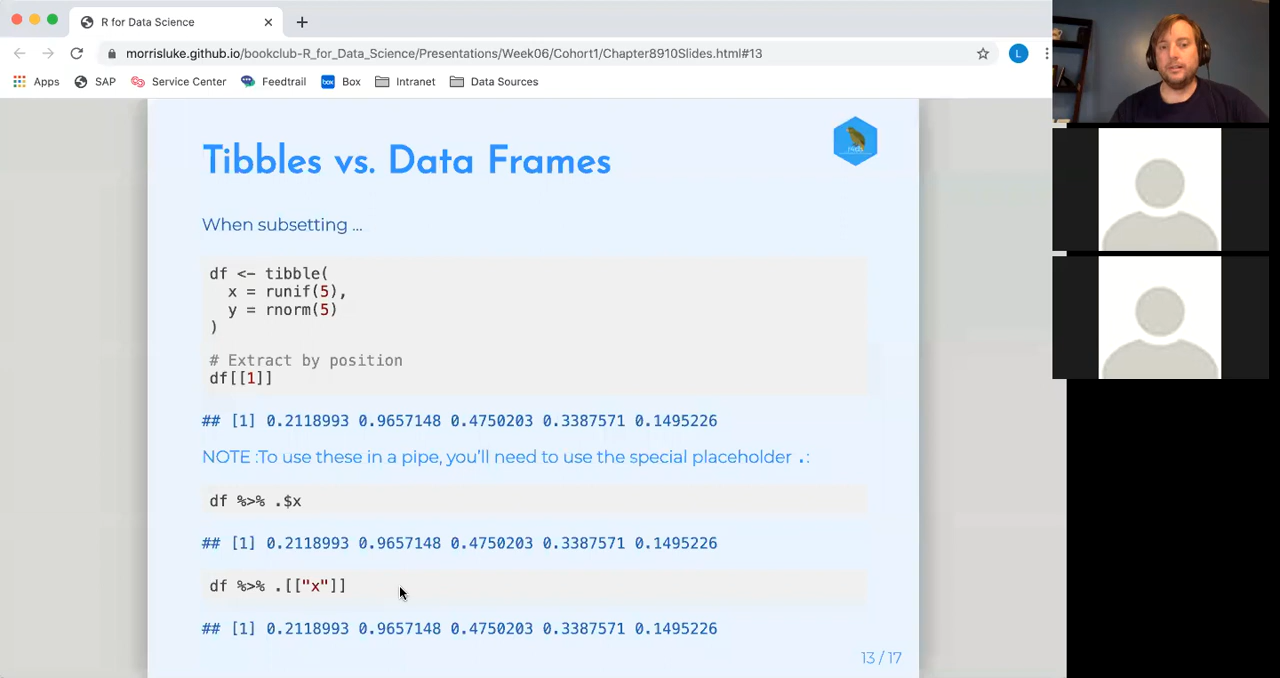 R for Data Science
morrisluke.github.io/bookclub-R_for_Data_Science/Presentations/Week06/Cohort1/Chapter8910Slides.html#13
L
Apps SAP Service Center Feedtrail box Box Intranet Data Sources
Tibbles vs. Data Frames
When subsetting ...
df <- tibble(
  x = runif(5),
  y = rnorm(5)
)
# Extract by position
df[[1]]
## [1] 0.2118993 0.9657148 0.4750203 0.3387571 0.1495226
NOTE :To use these in a pipe, you'll need to use the special placeholder .:
df %>% .$x
## [1] 0.2118993 0.9657148 0.4750203 0.3387571 0.1495226
df %>% .[["x"]]
## [1] 0.2118993 0.9657148 0.4750203 0.3387571 0.1495226
13 / 17